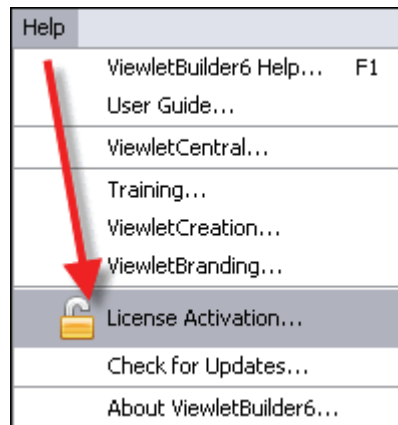 Help
ViewletBuilder6 Help... F1
User Guide...
ViewletCentral...
Training...
ViewletCreation...
ViewletBranding...
License Activation...
Check for Updates...
About ViewletBuilder6...